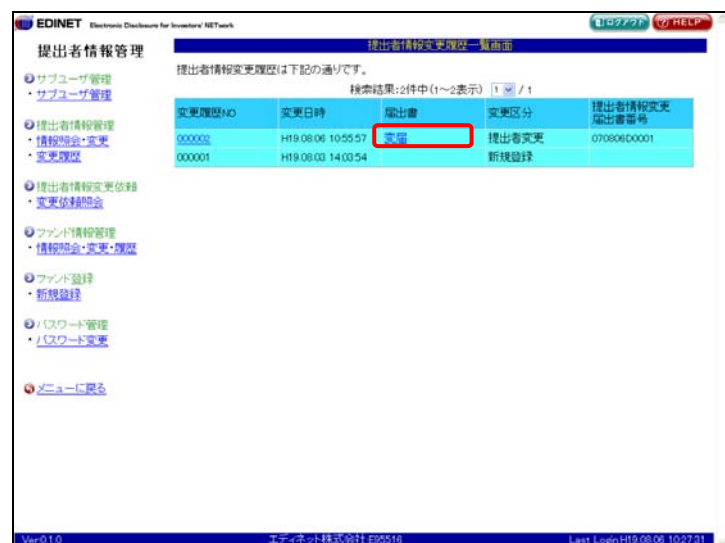 EDINET Electronic Disclosure for Investors' NETwork
ログアウト HELP
提出者情報管理
提出者情報変更履歴一覧画面
サブユーザ管理
・サブユーザ管理
提出者情報管理
・情報照会・変更
・変更履歴
提出者情報変更依頼
・変更依頼照会
ファンド情報管理
・情報照会・変更・履歴
ファンド登録
・新規登録
パスワード管理
・パスワード変更
メニューに戻る
提出者情報変更履歴は下記の通りです。
検索結果:2件中(1~2表示) 1 / 1
変更履歴NO 変更日時 届出書 変更区分 提出者情報変更届出書番号
000002 H19.08.06 10:55:57 変届 提出者変更 070806D0001
000001 H19.08.03 14:03:54 新規登録
Ver.0.1.0 エディネット株式会社:E95516 Last Login:H19.08.06 10:27:31